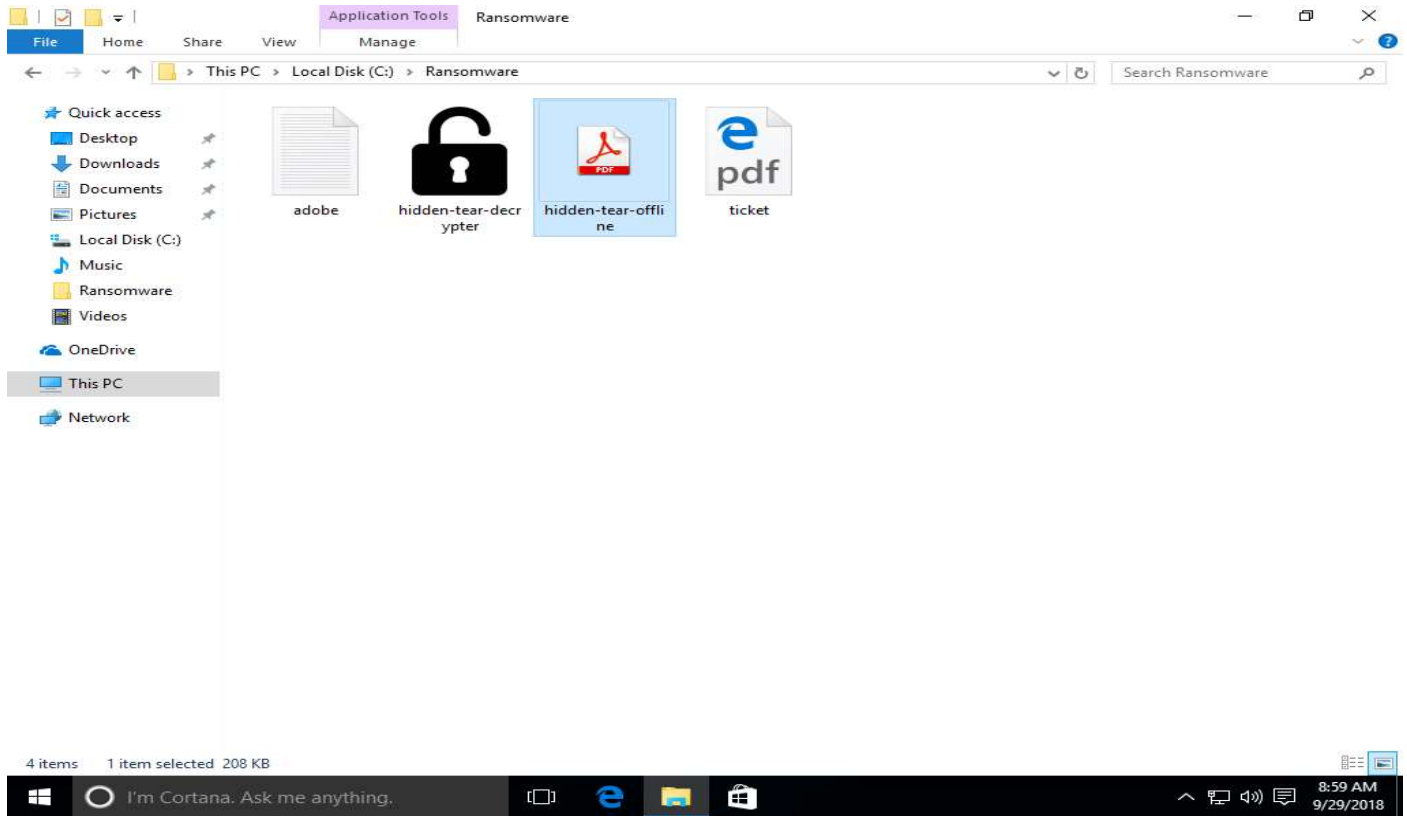 Application Tools
Ransomware
File Home Share View Manage
This PC > Local Disk (C:) > Ransomware
Search Ransomware
Quick access
Desktop
Downloads
Documents
Pictures
Local Disk (C:)
Music
Ransomware
Videos
OneDrive
This PC
Network
adobe
hidden-tear-decr
ypter
PDF
hidden-tear-offli
ne
pdf
ticket
4 items 1 item selected 208 KB
I'm Cortana. Ask me anything.
8:59 AM
9/29/2018